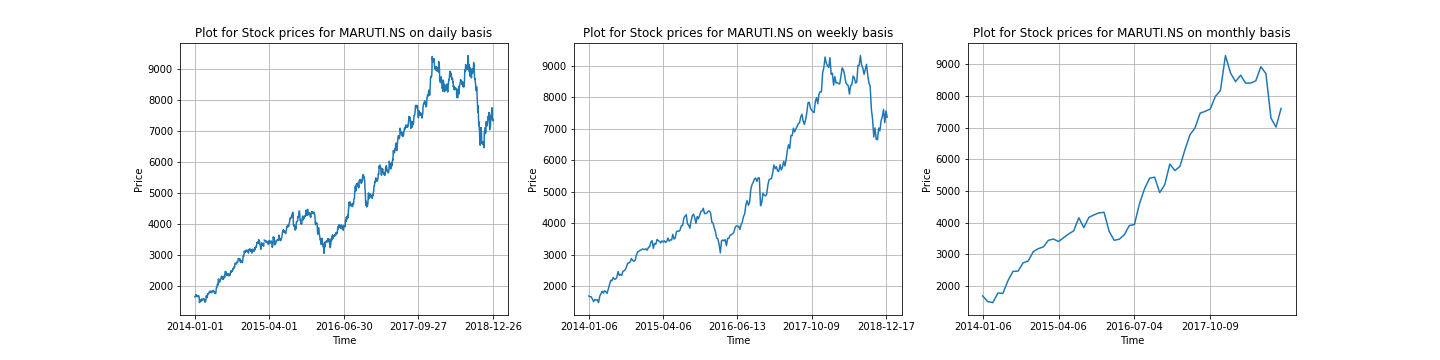 Plot for Stock prices for MARUTI.NS on daily basis
Price
9000
8000
7000
6000
5000
4000
3000
2000
2014-01-01 2015-04-01 2016-06-30 2017-09-27 2018-12-26
Time
Plot for Stock prices for MARUTI.NS on weekly basis
Price
9000
8000
7000
6000
5000
4000
3000
2000
2014-01-06 2015-04-06 2016-06-13 2017-10-09 2018-12-17
Time
Plot for Stock prices for MARUTI.NS on monthly basis
Price
9000
8000
7000
6000
5000
4000
3000
2000
2014-01-06 2015-04-06 2016-07-04 2017-10-09
Time